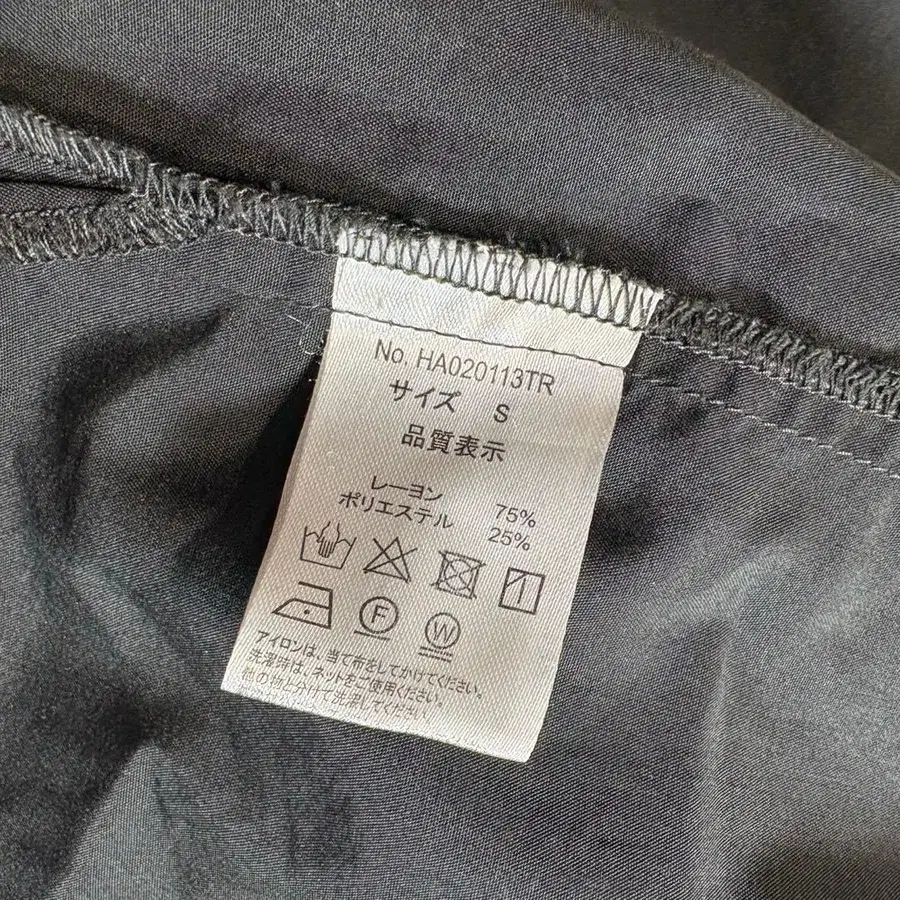 No. HA020113TR
サイズ S
品質表示
レーヨン 75%
ポリエステル 25%
F
W
アイロンは、当て布をしてかけてください。
洗濯時は、ネットをご使用ください。
他の物と分けて洗濯してください。